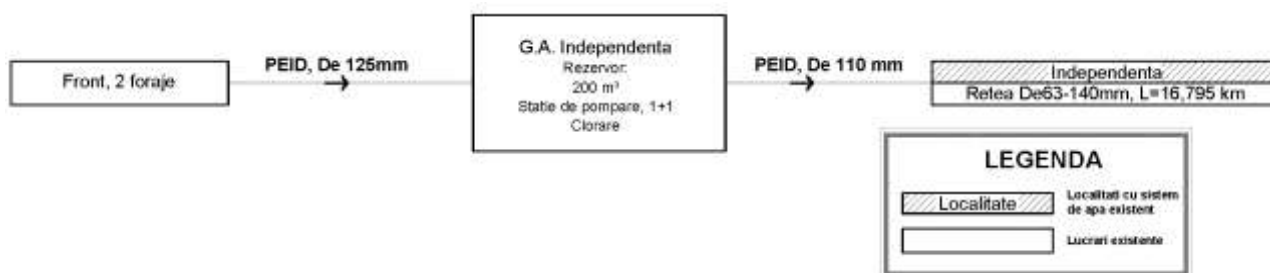 Front, 2 foraje
PEID, De 125mm
G.A. Independenta
Rezervor:
200 m³
Statie de pompare, 1+1
Clorare
PEID, De 110 mm
Independenta
Retea De63-140mm, L=16,795 km
LEGENDA
Localitate
Localitati cu sistem
de apa existent
Lucrari existente